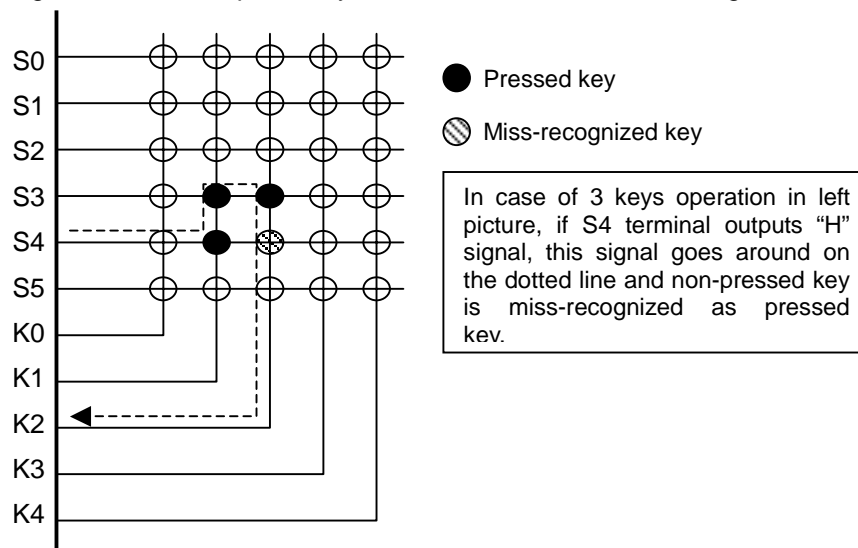 S0
S1
S2
S3
S4
S5
K0
K1
K2
K3
K4
Pressed key
Miss-recognized key
In case of 3 keys operation in left
picture, if S4 terminal outputs “H”
signal, this signal goes around on
the dotted line and non-pressed key
is miss-recognized as pressed
key.